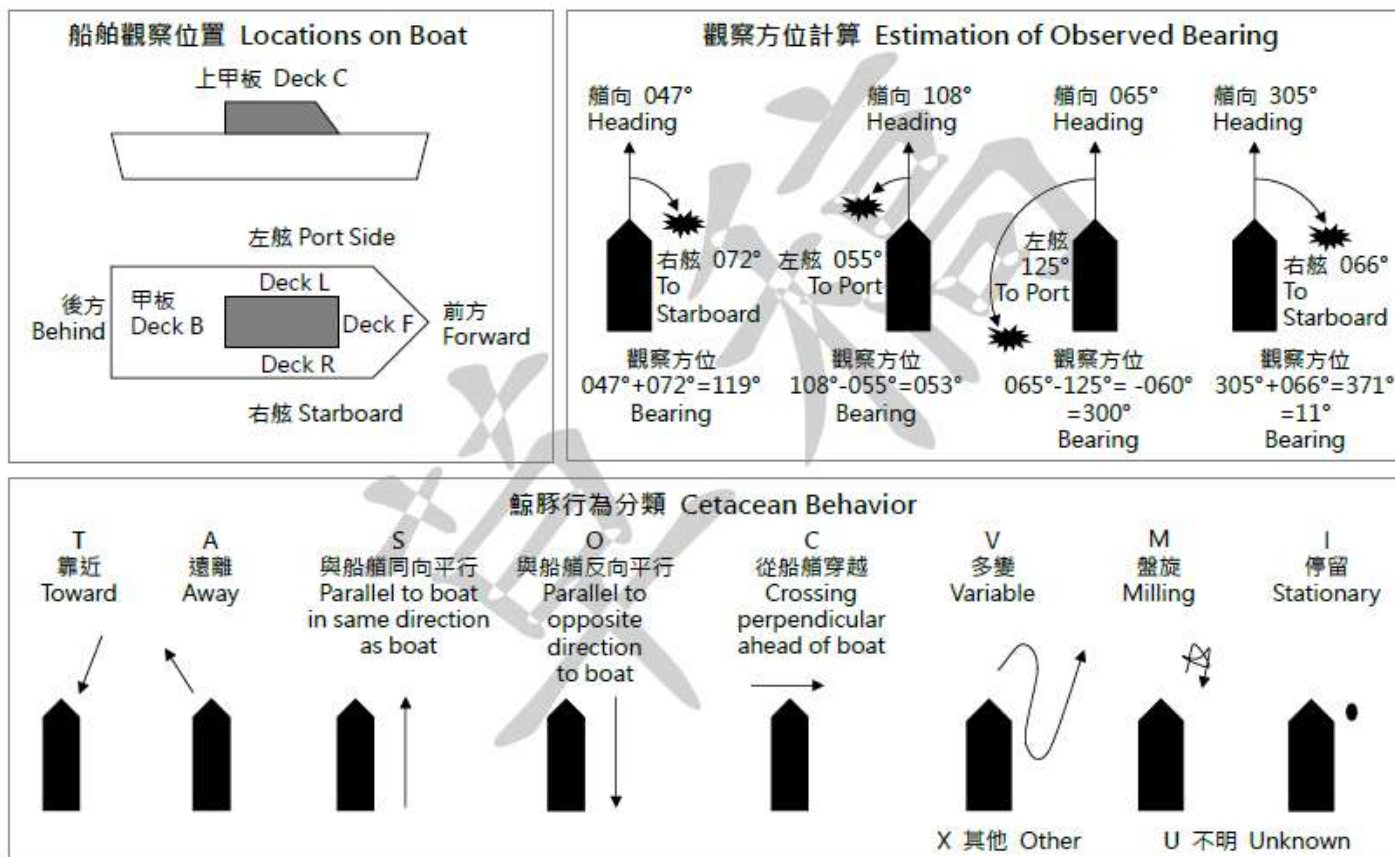 船舶觀察位置 Locations on Boat
上甲板 Deck C
左舷 Port Side
後方
Behind
甲板
Deck B
Deck L
Deck F
Deck R
前方
Forward
右舷 Starboard
觀察方位計算 Estimation of Observed Bearing
艏向 047°
Heading
右舷 072°
To
Starboard
觀察方位
047°+072°=119°
Bearing
艏向 108°
Heading
左舷 055°
To Port
觀察方位
108°-055°=053°
Bearing
艏向 065°
Heading
左舷
125°
To Port
觀察方位
065°-125°= -060°
=300°
Bearing
艏向 305°
Heading
右舷 066°
To
Starboard
觀察方位
305°+066°=371°
=11°
Bearing
鯨豚行為分類 Cetacean Behavior
T
靠近
Toward
A
遠離
Away
S
與船艏同向平行
Parallel to boat
in same direction
as boat
O
與船艏反向平行
Parallel to
opposite
direction
to boat
C
從船艏穿越
Crossing
perpendicular
ahead of boat
V
多變
Variable
M
盤旋
Milling
I
停留
Stationary
X 其他 Other
U 不明 Unknown
草稿